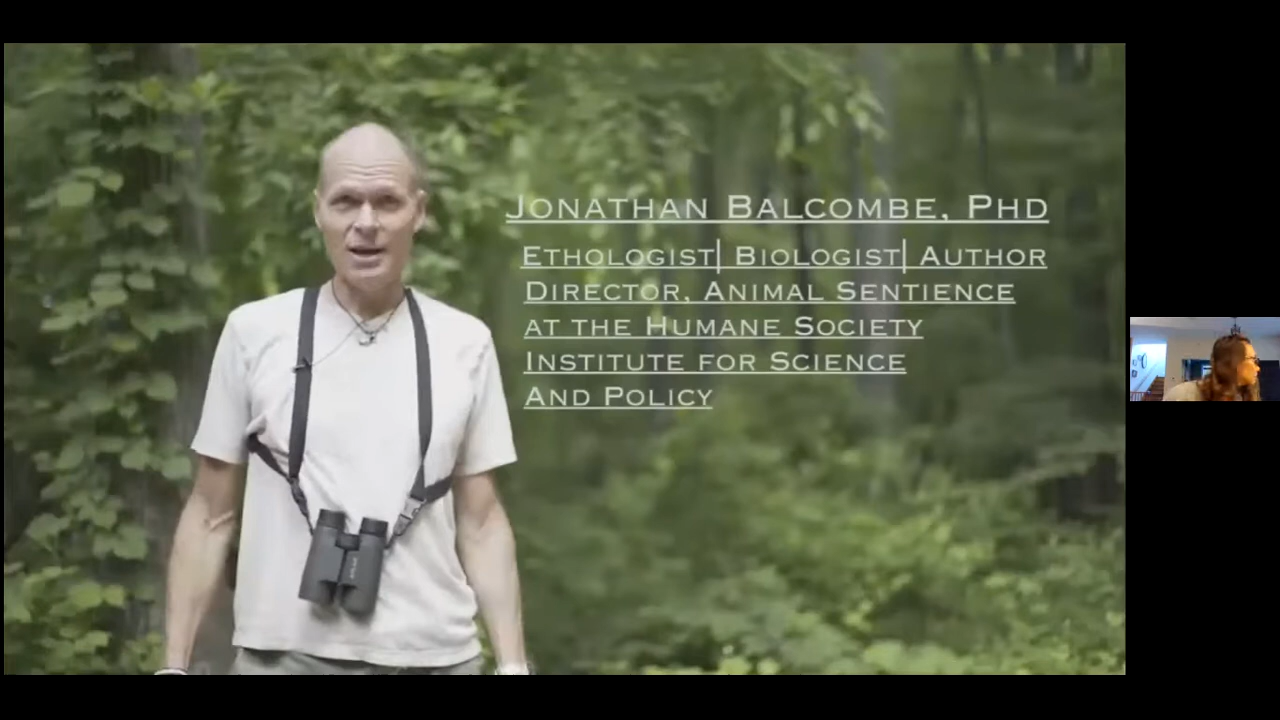 JONATHAN BALCOMBE, PHD
ETHOLOGIST| BIOLOGIST| AUTHOR
DIRECTOR, ANIMAL SENTIENCE
AT THE HUMANE SOCIETY
INSTITUTE FOR SCIENCE
AND POLICY